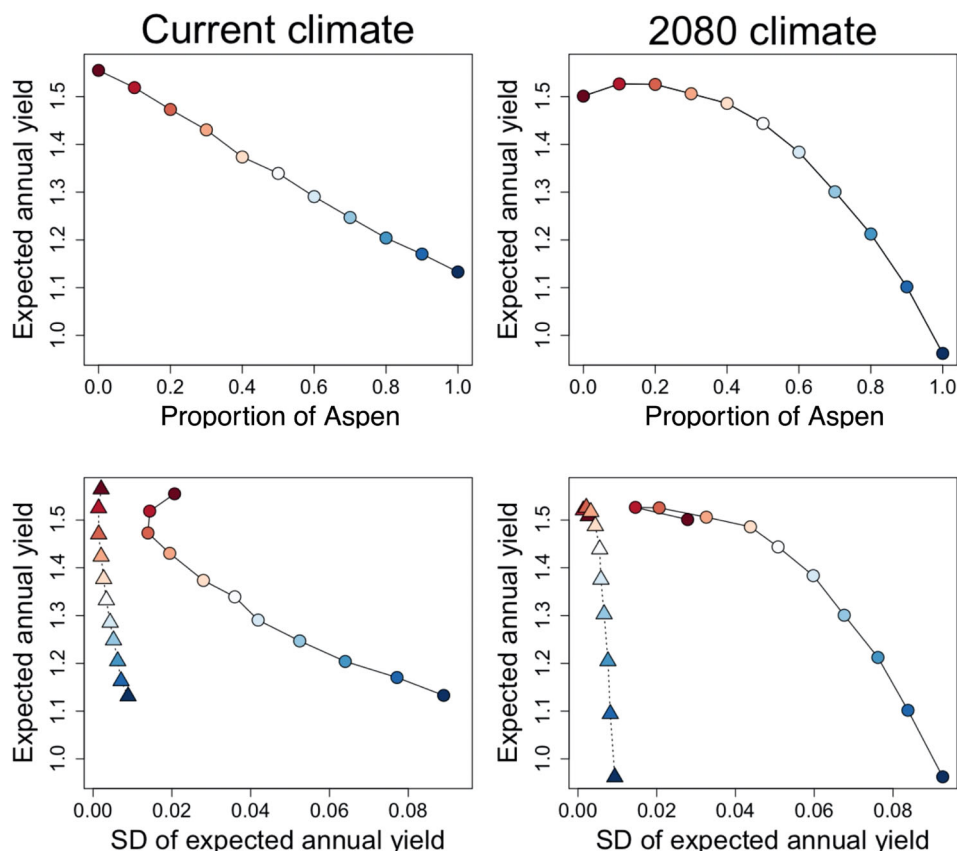 Current climate
2080 climate
Expected annual yield
1.5
1.4
1.3
1.2
1.1
1.0
0.0 0.2 0.4 0.6 0.8 1.0
Proportion of Aspen
Expected annual yield
1.5
1.4
1.3
1.2
1.1
1.0
0.0 0.2 0.4 0.6 0.8 1.0
Proportion of Aspen
Expected annual yield
1.5
1.4
1.3
1.2
1.1
1.0
0.00 0.02 0.04 0.06 0.08
SD of expected annual yield
Expected annual yield
1.5
1.4
1.3
1.2
1.1
1.0
0.00 0.02 0.04 0.06 0.08
SD of expected annual yield